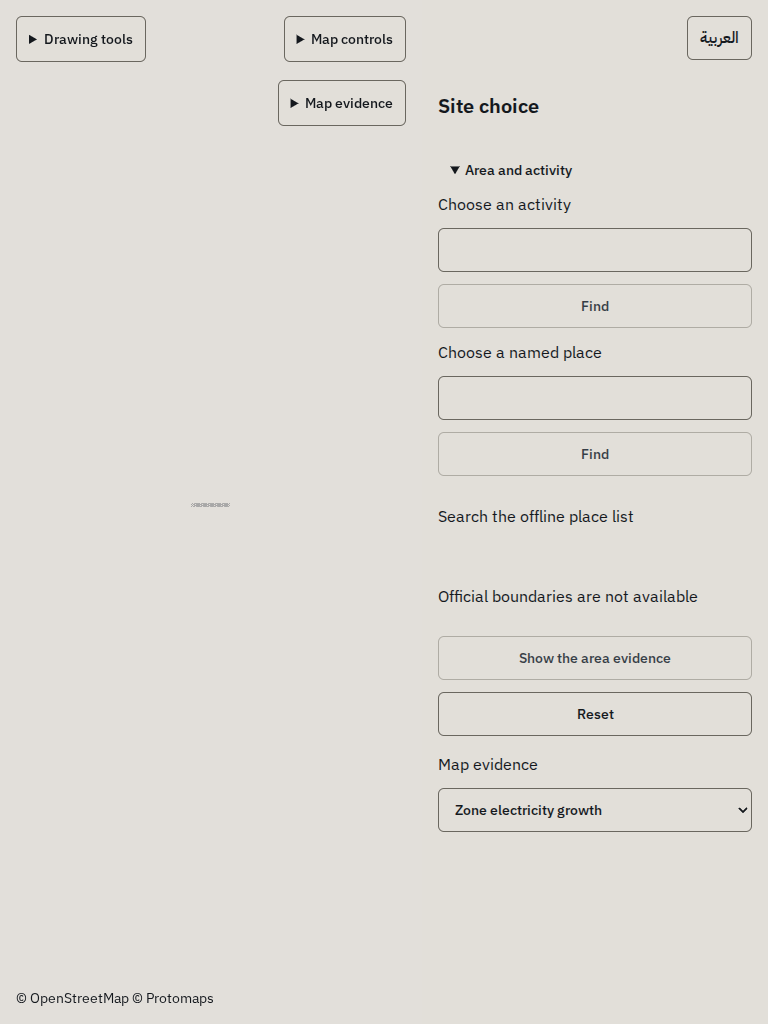 Drawing tools
Map controls
العربية
Map evidence
Site choice
Area and activity
Choose an activity
Find
Choose a named place
Find
Search the offline place list
Official boundaries are not available
Show the area evidence
Reset
Map evidence
Zone electricity growth
© OpenStreetMap © Protomaps